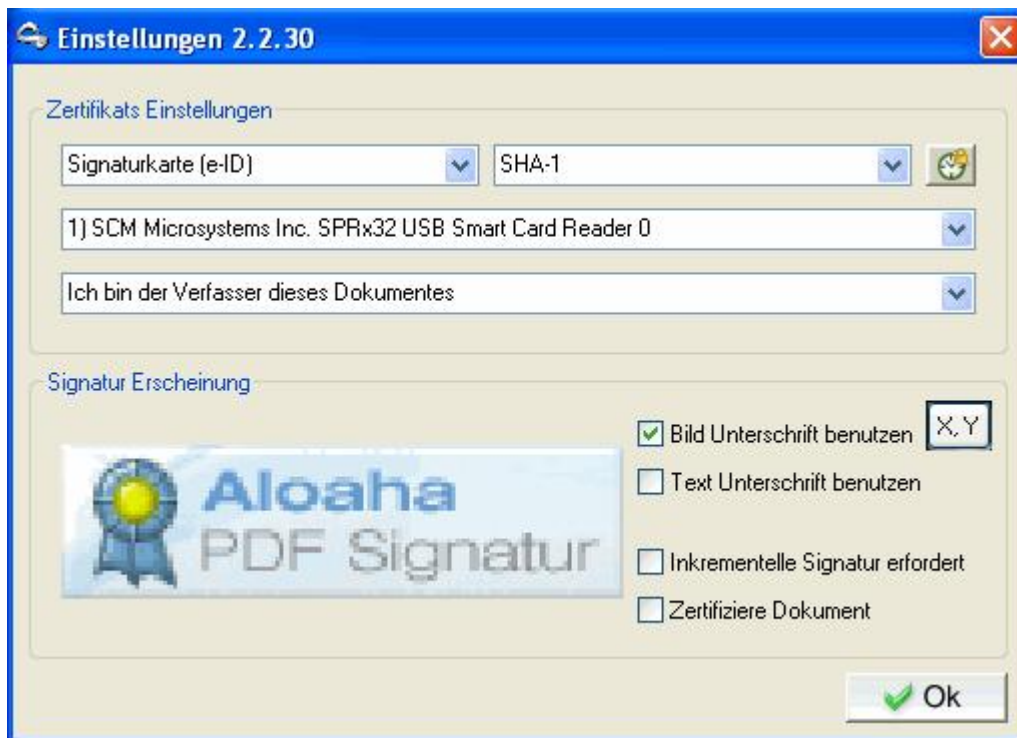 Einstellungen 2.2.30
Zertifikats Einstellungen
Signaturkarte (e-ID) SHA-1
1) SCM Microsystems Inc. SPRx32 USB Smart Card Reader 0
Ich bin der Verfasser dieses Dokumentes
Signatur Erscheinung
Aloaha
PDF Signatur
Bild Unterschrift benutzen X,Y
Text Unterschrift benutzen
Inkrementelle Signatur erfordert
Zertifiziere Dokument
Ok